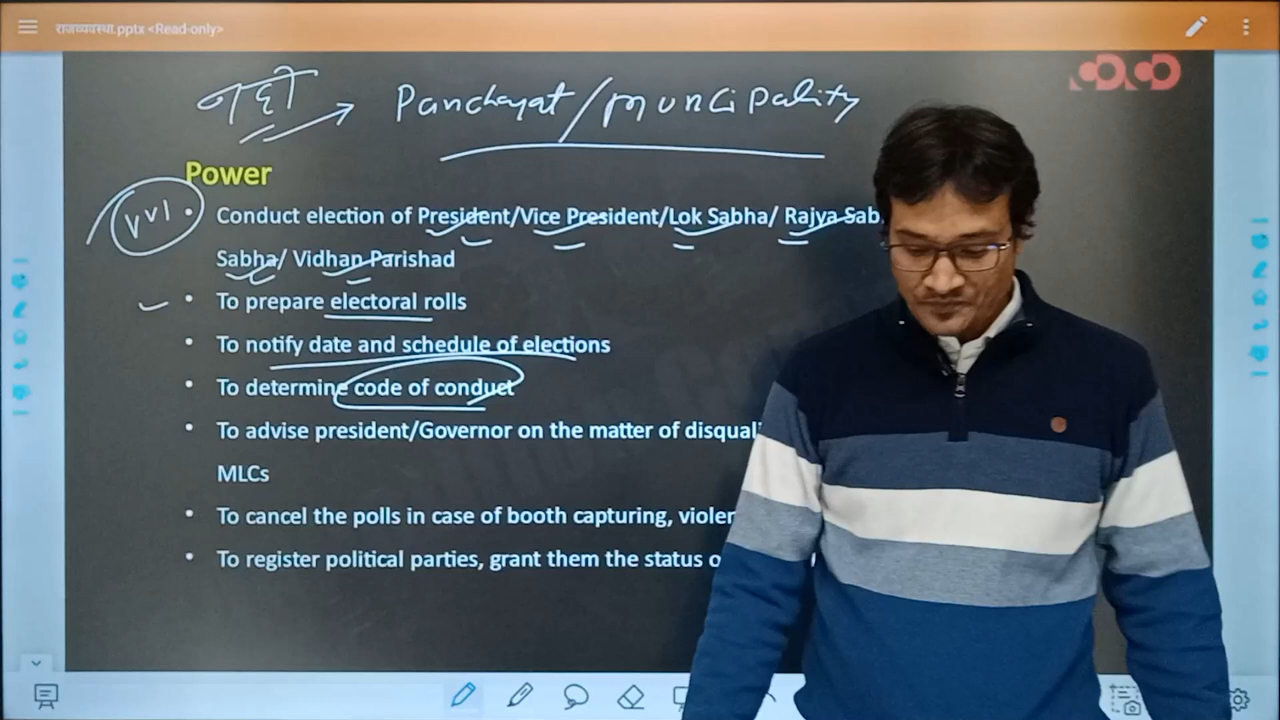 राजव्यवस्था.pptx <Read-only>
नही → Panchayat/muncipality
Power
VVI • Conduct election of President/Vice President/Lok Sabha/ Rajya Sab
Sabha/ Vidhan Parishad
• To prepare electoral rolls
• To notify date and schedule of elections
• To determine code of conduct
• To advise president/Governor on the matter of
MLCs
• To cancel the polls in case of booth capturing,
• To register political parties, grant them the status